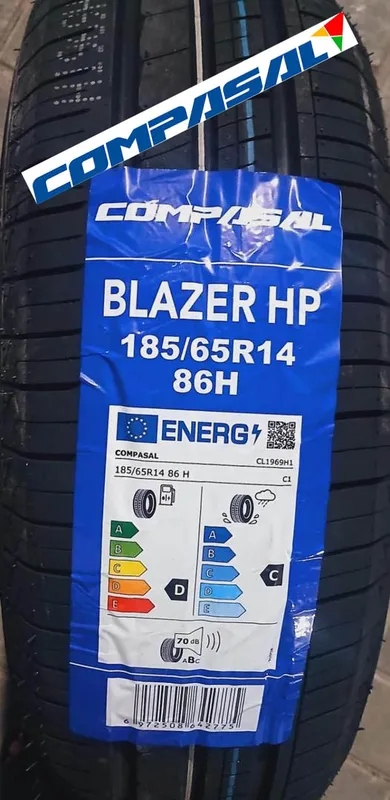 COMPASAL
COMPASAL
BLAZER HP
185/65R14
86H
ENERG
COMPASAL
CL1969H1
185/65R14 86 H
C1
A
B
C
D
E
D
A
B
C
D
E
C
70 dB
ABC
6 972508 642775